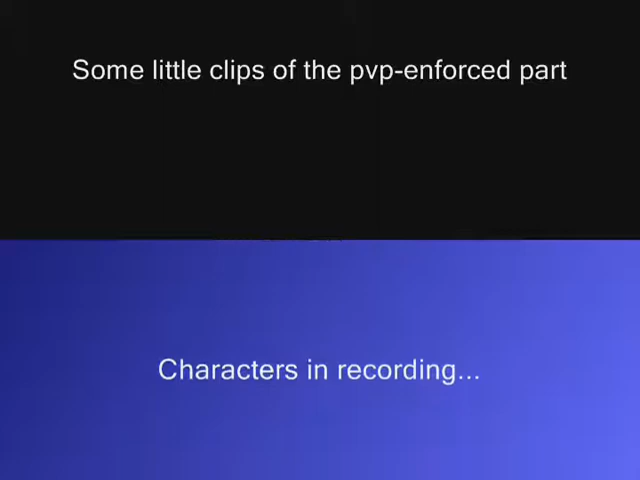 Some little clips of the pvp-enforced part
Characters in recording...